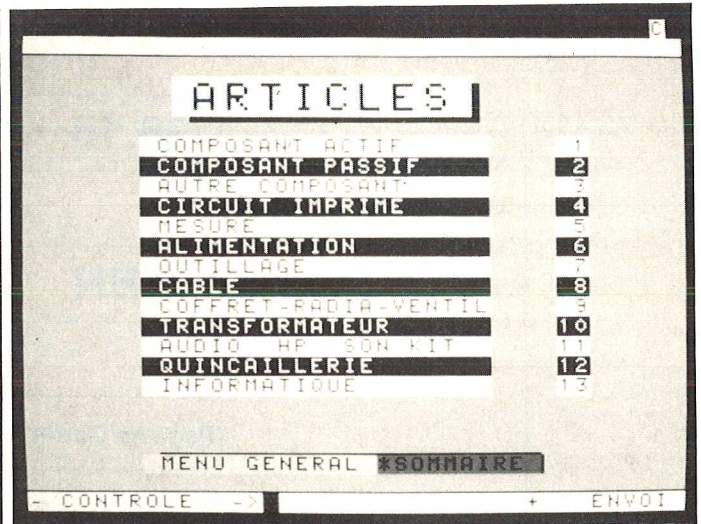 C
ARTICLES
COMPOSANT ACTIF 1
COMPOSANT PASSIF 2
AUTRE COMPOSANT 3
CIRCUIT IMPRIME 4
MESURE 5
ALIMENTATION 6
OUTILLAGE 7
CABLE 8
COFFRET-RADIA-VENTIL 9
TRANSFORMATEUR 10
AUDIO HP SON KIT 11
QUINCAILLERIE 12
INFORMATIQUE 13
MENU GENERAL *SOMMAIRE
- CONTROLE -> + ENVOI